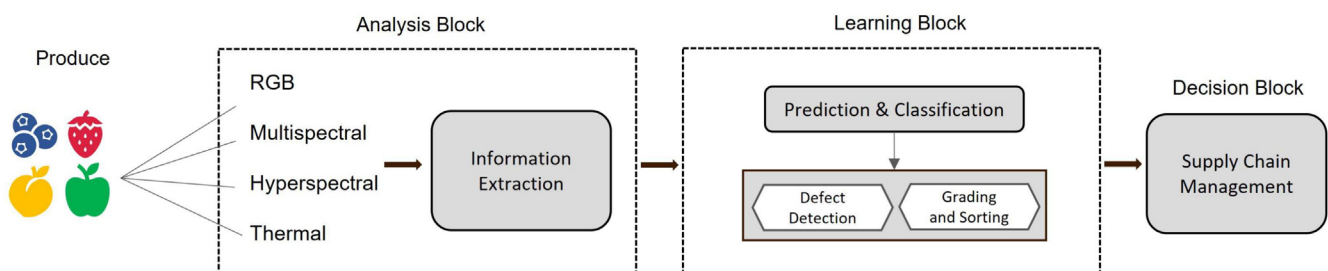 Produce
Analysis Block
RGB
Multispectral
Hyperspectral
Thermal
Information
Extraction
Learning Block
Prediction & Classification
Defect
Detection
Grading
and Sorting
Decision Block
Supply Chain
Management